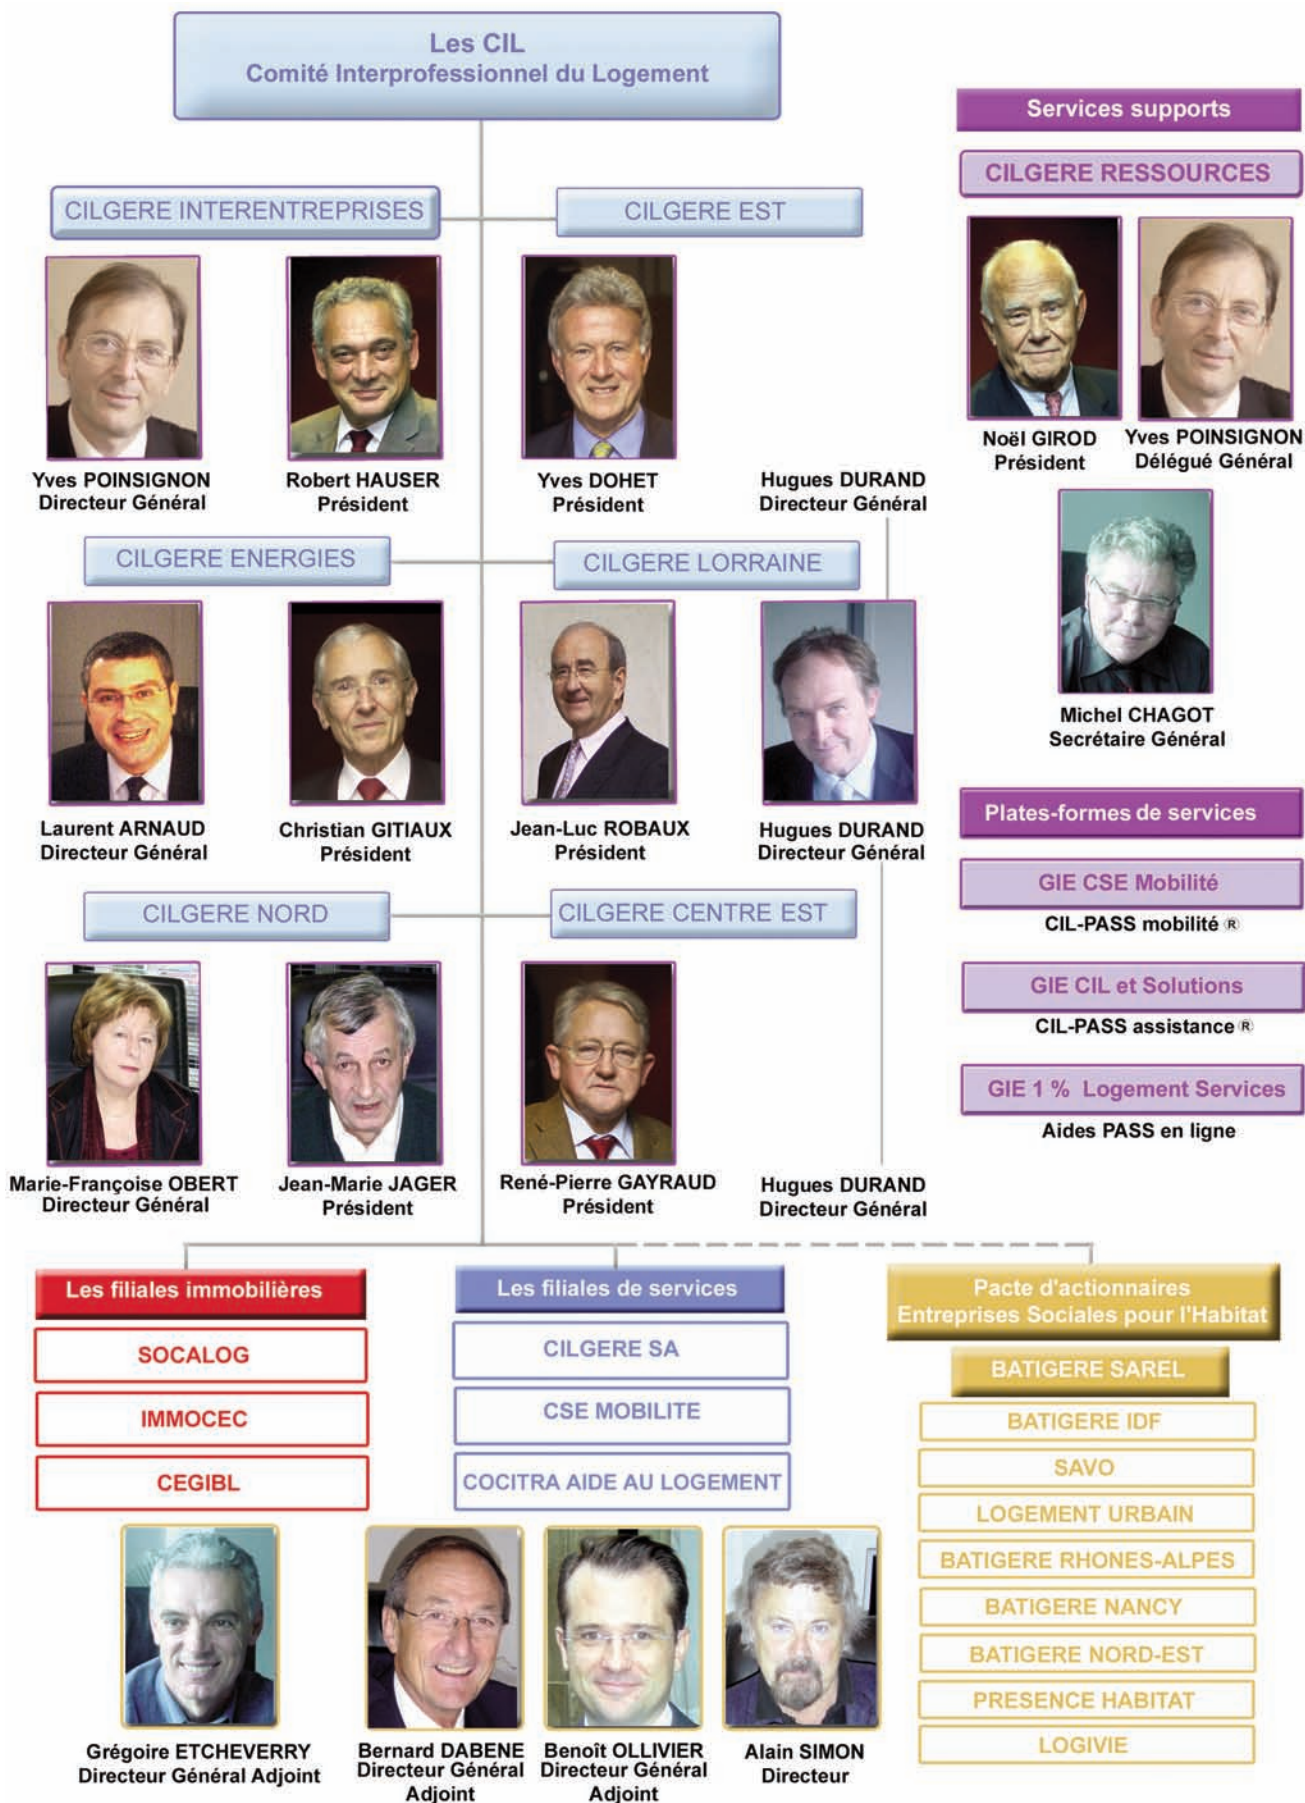 Les CIL
Comité Interprofessionnel du Logement
CILGERE INTERENTREPRISES
CILGERE EST
Yves POINSIGNON
Directeur Général
Robert HAUSER
Président
Yves DOHET
Président
Hugues DURAND
Directeur Général
CILGERE ENERGIES
CILGERE LORRAINE
Laurent ARNAUD
Directeur Général
Christian GITIAUX
Président
Jean-Luc ROBAUX
Président
Hugues DURAND
Directeur Général
CILGERE NORD
CILGERE CENTRE EST
Marie-Françoise OBERT
Directeur Général
Jean-Marie JAGER
Président
René-Pierre GAYRAUD
Président
Hugues DURAND
Directeur Général
Services supports
CILGERE RESSOURCES
Noël GIROD
Président
Yves POINSIGNON
Délégué Général
Michel CHAGOT
Secrétaire Général
Plates-formes de services
GIE CSE Mobilité
CIL-PASS mobilité ®
GIE CIL et Solutions
CIL-PASS assistance ®
GIE 1 % Logement Services
Aides PASS en ligne
Les filiales immobilières
SOCALOG
IMMOCEC
CEGIBL
Les filiales de services
CILGERE SA
CSE MOBILITE
COCITRA AIDE AU LOGEMENT
Grégoire ETCHEVERRY
Directeur Général Adjoint
Bernard DABENE
Directeur Général
Adjoint
Benoît OLLIVIER
Directeur Général
Adjoint
Alain SIMON
Directeur
Pacte d'actionnaires
Entreprises Sociales pour l'Habitat
BATIGERE SAREL
BATIGERE IDF
SAVO
LOGEMENT URBAIN
BATIGERE RHONES-ALPES
BATIGERE NANCY
BATIGERE NORD-EST
PRESENCE HABITAT
LOGIVIE